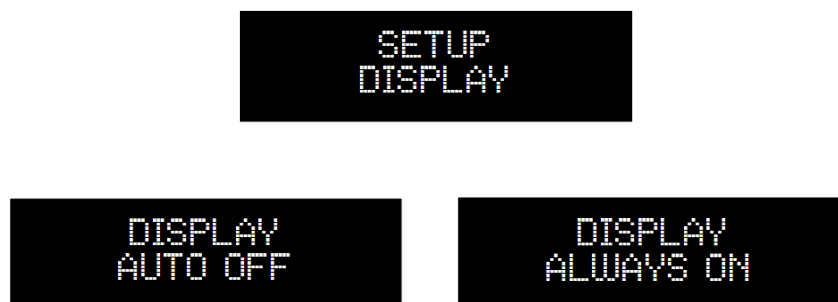 SETUP
DISPLAY
DISPLAY
AUTO OFF
DISPLAY
ALWAYS ON